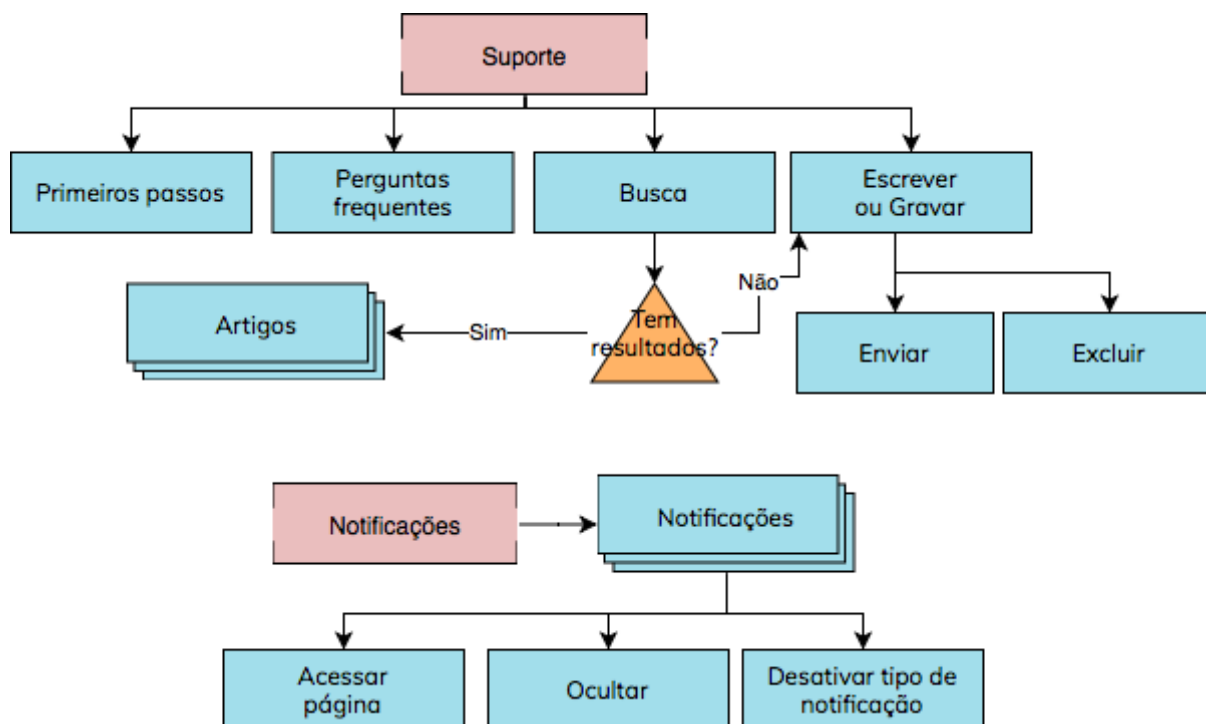 Suporte
Primeiros passos
Perguntas
frequentes
Busca
Escrever
ou Gravar
Não
Artigos
Sim
Tem
resultados?
Enviar
Excluir
Notificações
Notificações
Acessar
página
Ocultar
Desativar tipo de
notificação